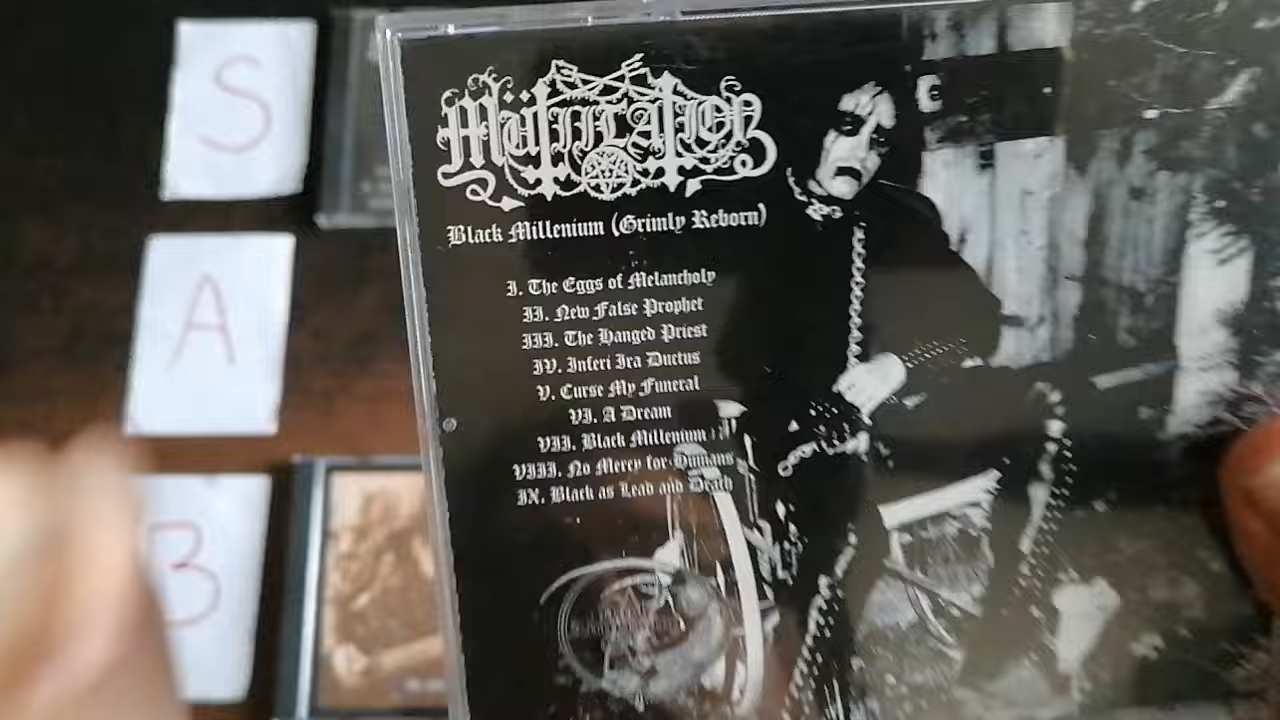 S
A
B
Mütiilation
Black Millenium (Grimly Reborn)
I. The Eggs of Melancholy
II. New False Prophet
III. The Hanged Priest
IV. Inferi Ira Ductus
V. Curse My Funeral
VI. A Dream
VII. Black Millenium
VIII. No Mercy for Humans
IX. Black as Lead and Death